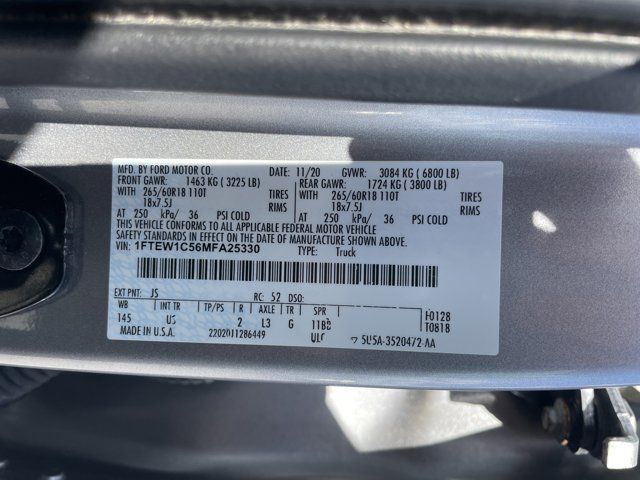 MFD. BY FORD MOTOR CO. DATE: 11/20 GVWR: 3084 KG ( 6800 LB)
FRONT GAWR: 1463 KG ( 3225 LB) REAR GAWR: 1724 KG ( 3800 LB)
WITH 265/60R18 110T TIRES WITH 265/60R18 110T TIRES
18x7.5J RIMS 18x7.5J RIMS
AT 250 kPa/ 36 PSI COLD AT 250 kPa/ 36 PSI COLD
THIS VEHICLE CONFORMS TO ALL APPLICABLE FEDERAL MOTOR VEHICLE
SAFETY STANDARDS IN EFFECT ON THE DATE OF MANUFACTURE SHOWN ABOVE.
VIN: 1FTEW1C56MFA25330 TYPE: Truck
EXT PNT: JS RC: 52 DSO:
WB INT TR TP/PS R AXLE TR SPR F0128
145 US 2 L3 G T0818
MADE IN U.S.A. 2202011286449 5U5A-3520472-AA